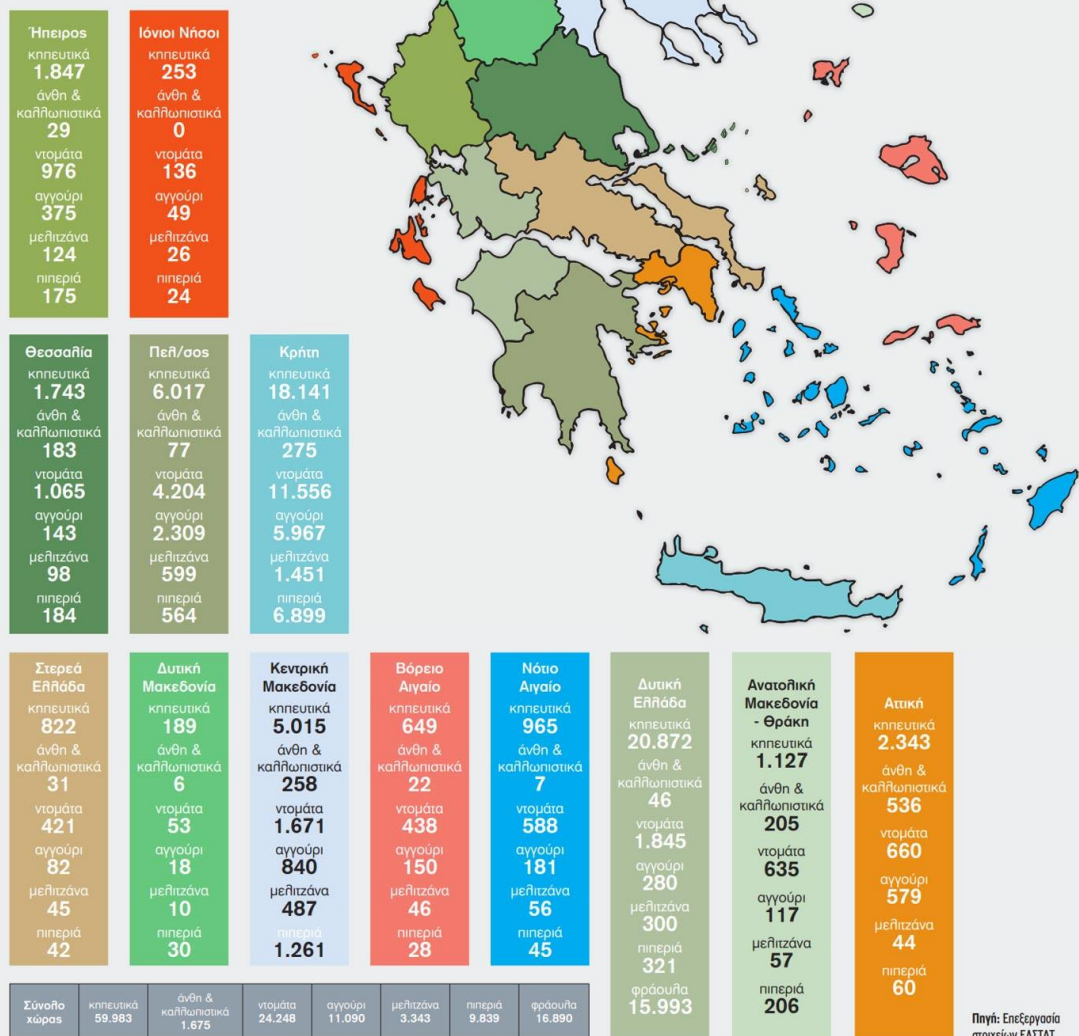 Ήπειρος
κηπευτικά
1.847
άνθη &
καλλωπιστικά
29
ντομάτα
976
αγγούρι
375
μελιτζάνα
124
πιπεριά
175
Ιόνιοι Νήσοι
κηπευτικά
253
άνθη &
καλλωπιστικά
0
ντομάτα
136
αγγούρι
49
μελιτζάνα
26
πιπεριά
24
Θεσσαλία
κηπευτικά
1.743
άνθη &
καλλωπιστικά
183
ντομάτα
1.065
αγγούρι
143
μελιτζάνα
98
πιπεριά
184
Πελ/σος
κηπευτικά
6.017
άνθη &
καλλωπιστικά
77
ντομάτα
4.204
αγγούρι
2.309
μελιτζάνα
599
πιπεριά
564
Κρήτη
κηπευτικά
18.141
άνθη &
καλλωπιστικά
275
ντομάτα
11.556
αγγούρι
5.967
μελιτζάνα
1.451
πιπεριά
6.899
Στερεά
Ελλάδα
κηπευτικά
822
άνθη &
καλλωπιστικά
31
ντομάτα
421
αγγούρι
82
μελιτζάνα
45
πιπεριά
42
Δυτική
Μακεδονία
κηπευτικά
189
άνθη &
καλλωπιστικά
6
ντομάτα
53
αγγούρι
18
μελιτζάνα
10
πιπεριά
30
Κεντρική
Μακεδονία
κηπευτικά
5.015
άνθη &
καλλωπιστικά
258
ντομάτα
1.671
αγγούρι
840
μελιτζάνα
487
πιπεριά
1.261
Βόρειο
Αιγαίο
κηπευτικά
649
άνθη &
καλλωπιστικά
22
ντομάτα
438
αγγούρι
150
μελιτζάνα
46
πιπεριά
28
Νότιο
Αιγαίο
κηπευτικά
965
άνθη &
καλλωπιστικά
7
ντομάτα
588
αγγούρι
181
μελιτζάνα
56
πιπεριά
45
Δυτική
Ελλάδα
κηπευτικά
20.872
άνθη &
καλλωπιστικά
46
ντομάτα
1.845
αγγούρι
280
μελιτζάνα
300
πιπεριά
321
φράουλα
15.993
Ανατολική
Μακεδονία
- Θράκη
κηπευτικά
1.127
άνθη &
καλλωπιστικά
205
ντομάτα
635
αγγούρι
117
μελιτζάνα
57
πιπεριά
206
Αττική
κηπευτικά
2.343
άνθη &
καλλωπιστικά
536
ντομάτα
660
αγγούρι
579
μελιτζάνα
44
πιπεριά
60
Σύνολο
χώρας
κηπευτικά
59.983
άνθη &
καλλωπιστικά
1.675
ντομάτα
24.248
αγγούρι
11.090
μελιτζάνα
3.343
πιπεριά
9.839
φράουλα
16.890
Πηγή: Επεξεργασία
στοιχείων ΕΛΣΤΑΤ